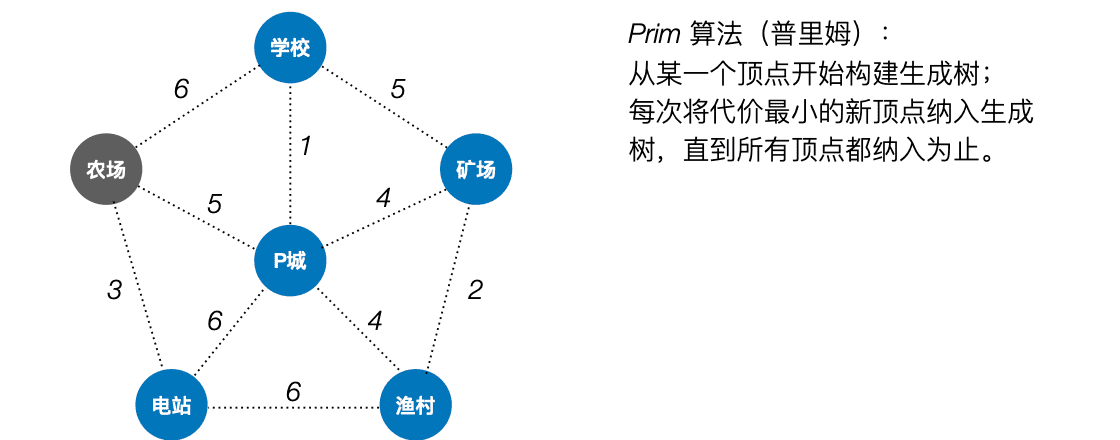 学校
Prim 算法（普里姆）：
从某一个顶点开始构建生成树；
6
5
每次将代价最小的新顶点纳入生成
树，直到所有顶点都纳入为止。
1
农场
矿场
5
4
P城
3
2
6
4
电站
6
渔村